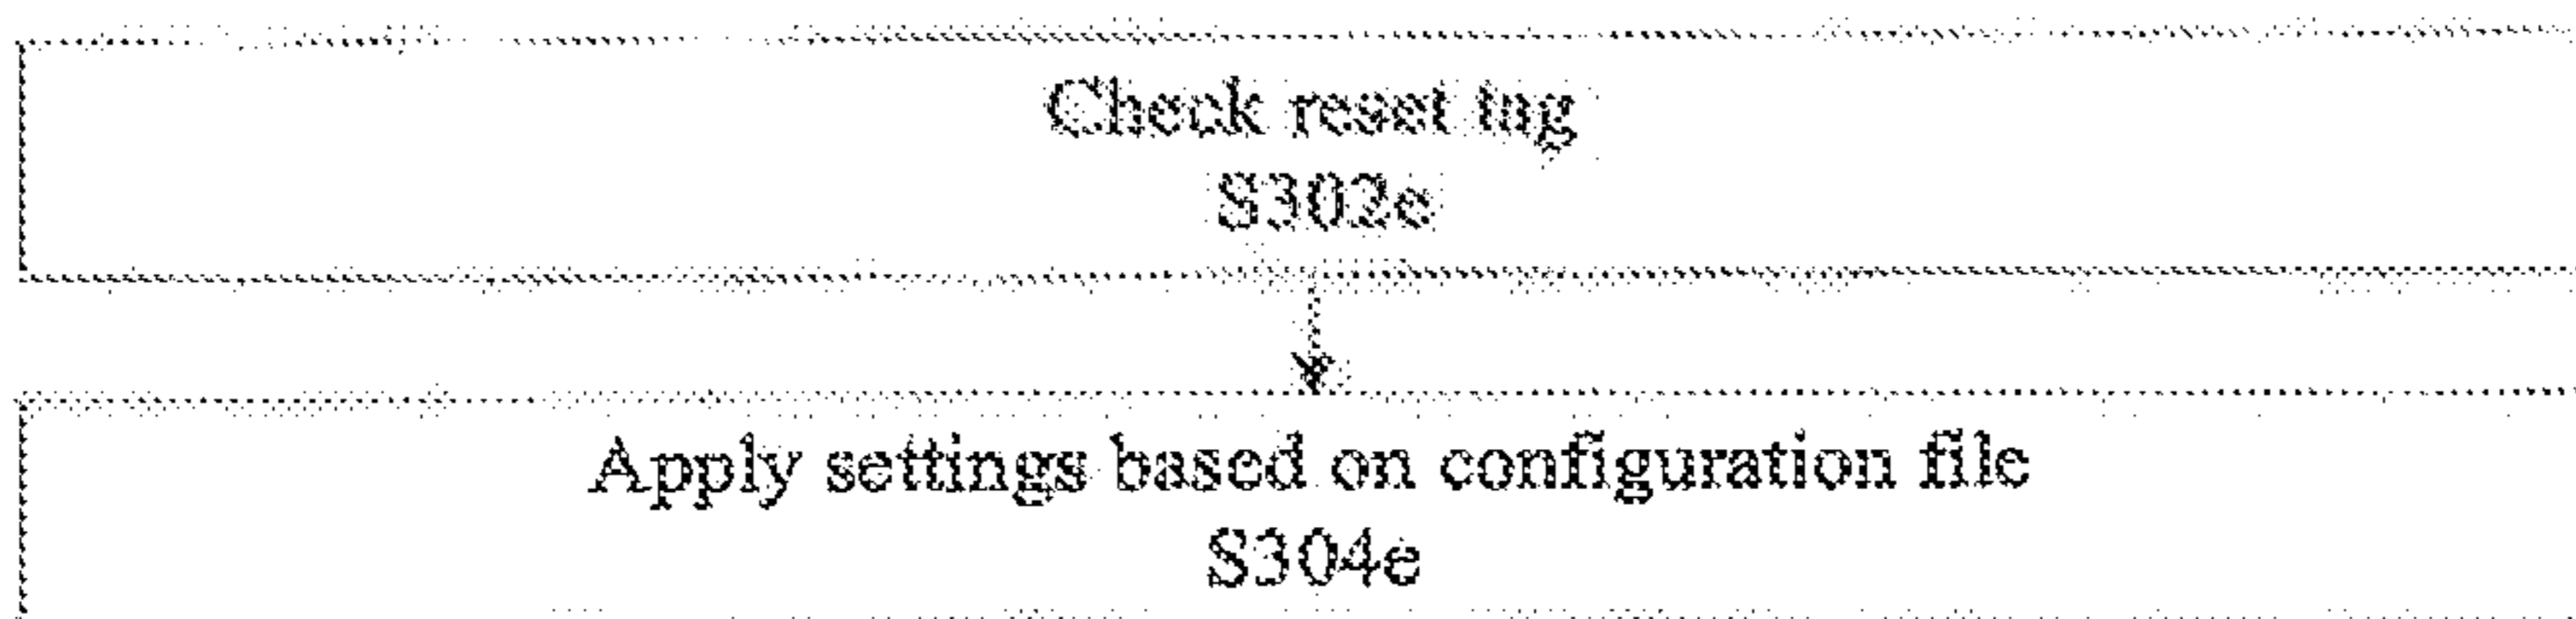 Check reset tag
S302e
Apply settings based on configuration file
S304e